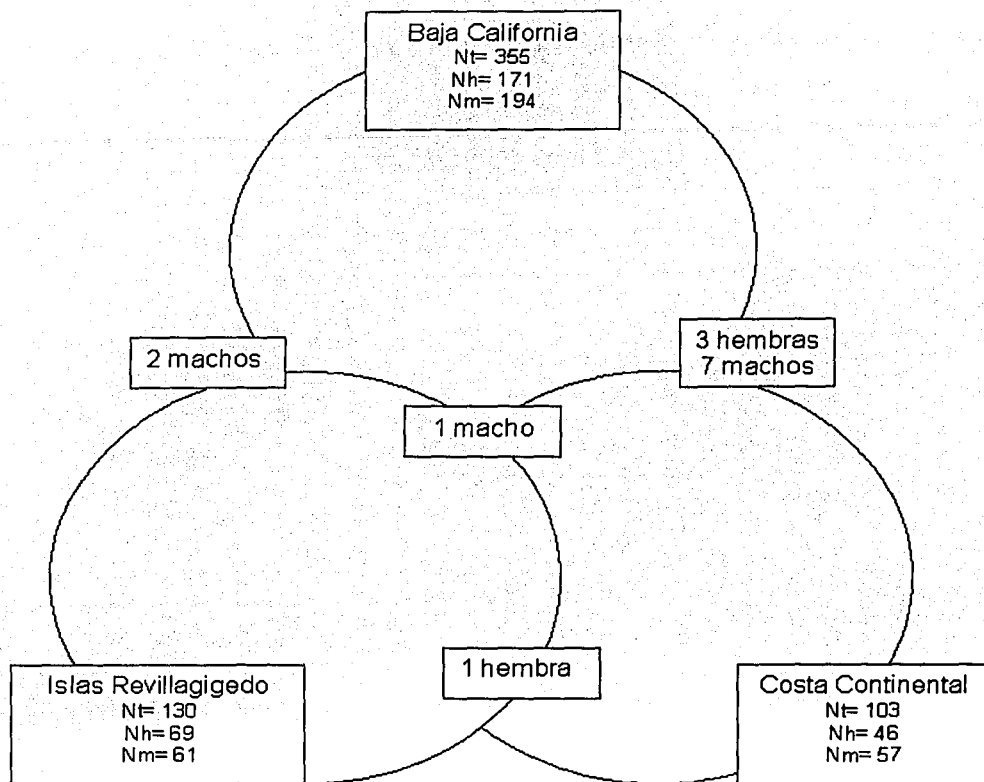 Baja California
Nt= 355
Nh= 171
Nm= 194
2 machos
3 hembras
7 machos
1 macho
1 hembra
Islas Revillagigedo
Nt= 130
Nh= 69
Nm= 61
Costa Continental
Nt= 103
Nh= 46
Nm= 57